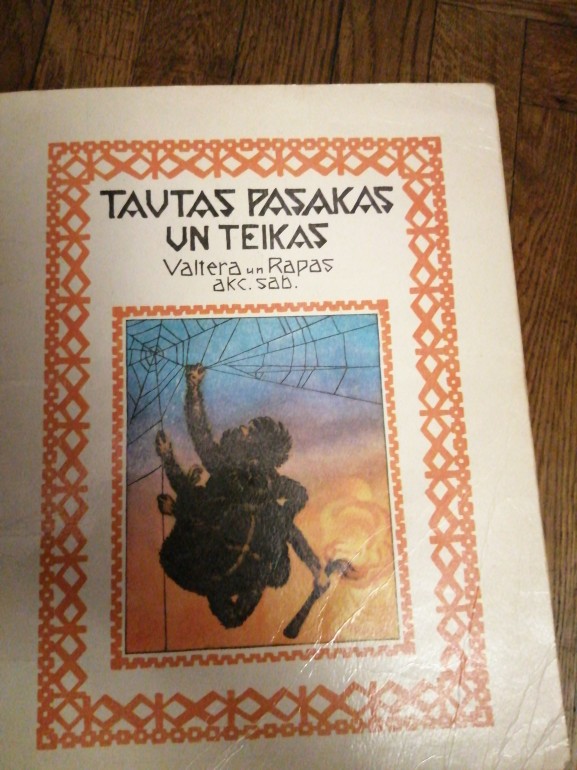 TAUTAS PASAKAS
UN TEIKAS
Valtera un Rapas
akc. sab.